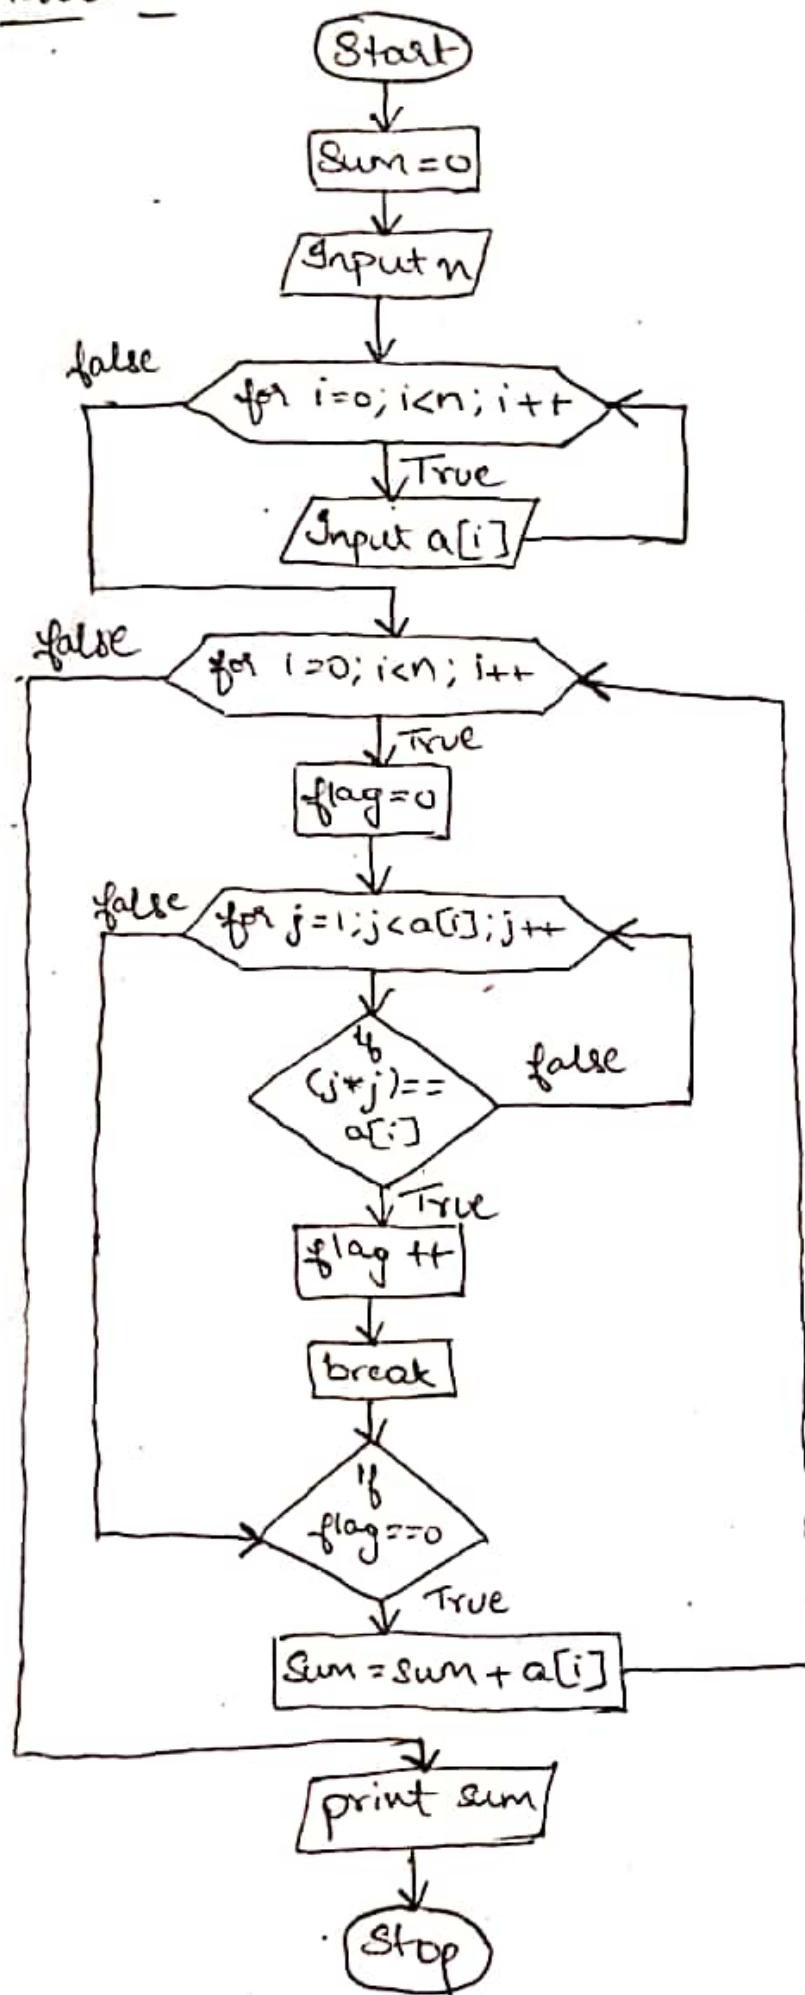 Start
Sum=0
Input n
false
for i=0; i<n; i++
True
Input a[i]
false
for i=0; i<n; i++
True
flag=0
false
for j=1; j<a[i]; j++
if
(j*j)==
a[i]
false
True
flag ++
break
if
flag==0
True
Sum=sum+a[i]
print sum
Stop